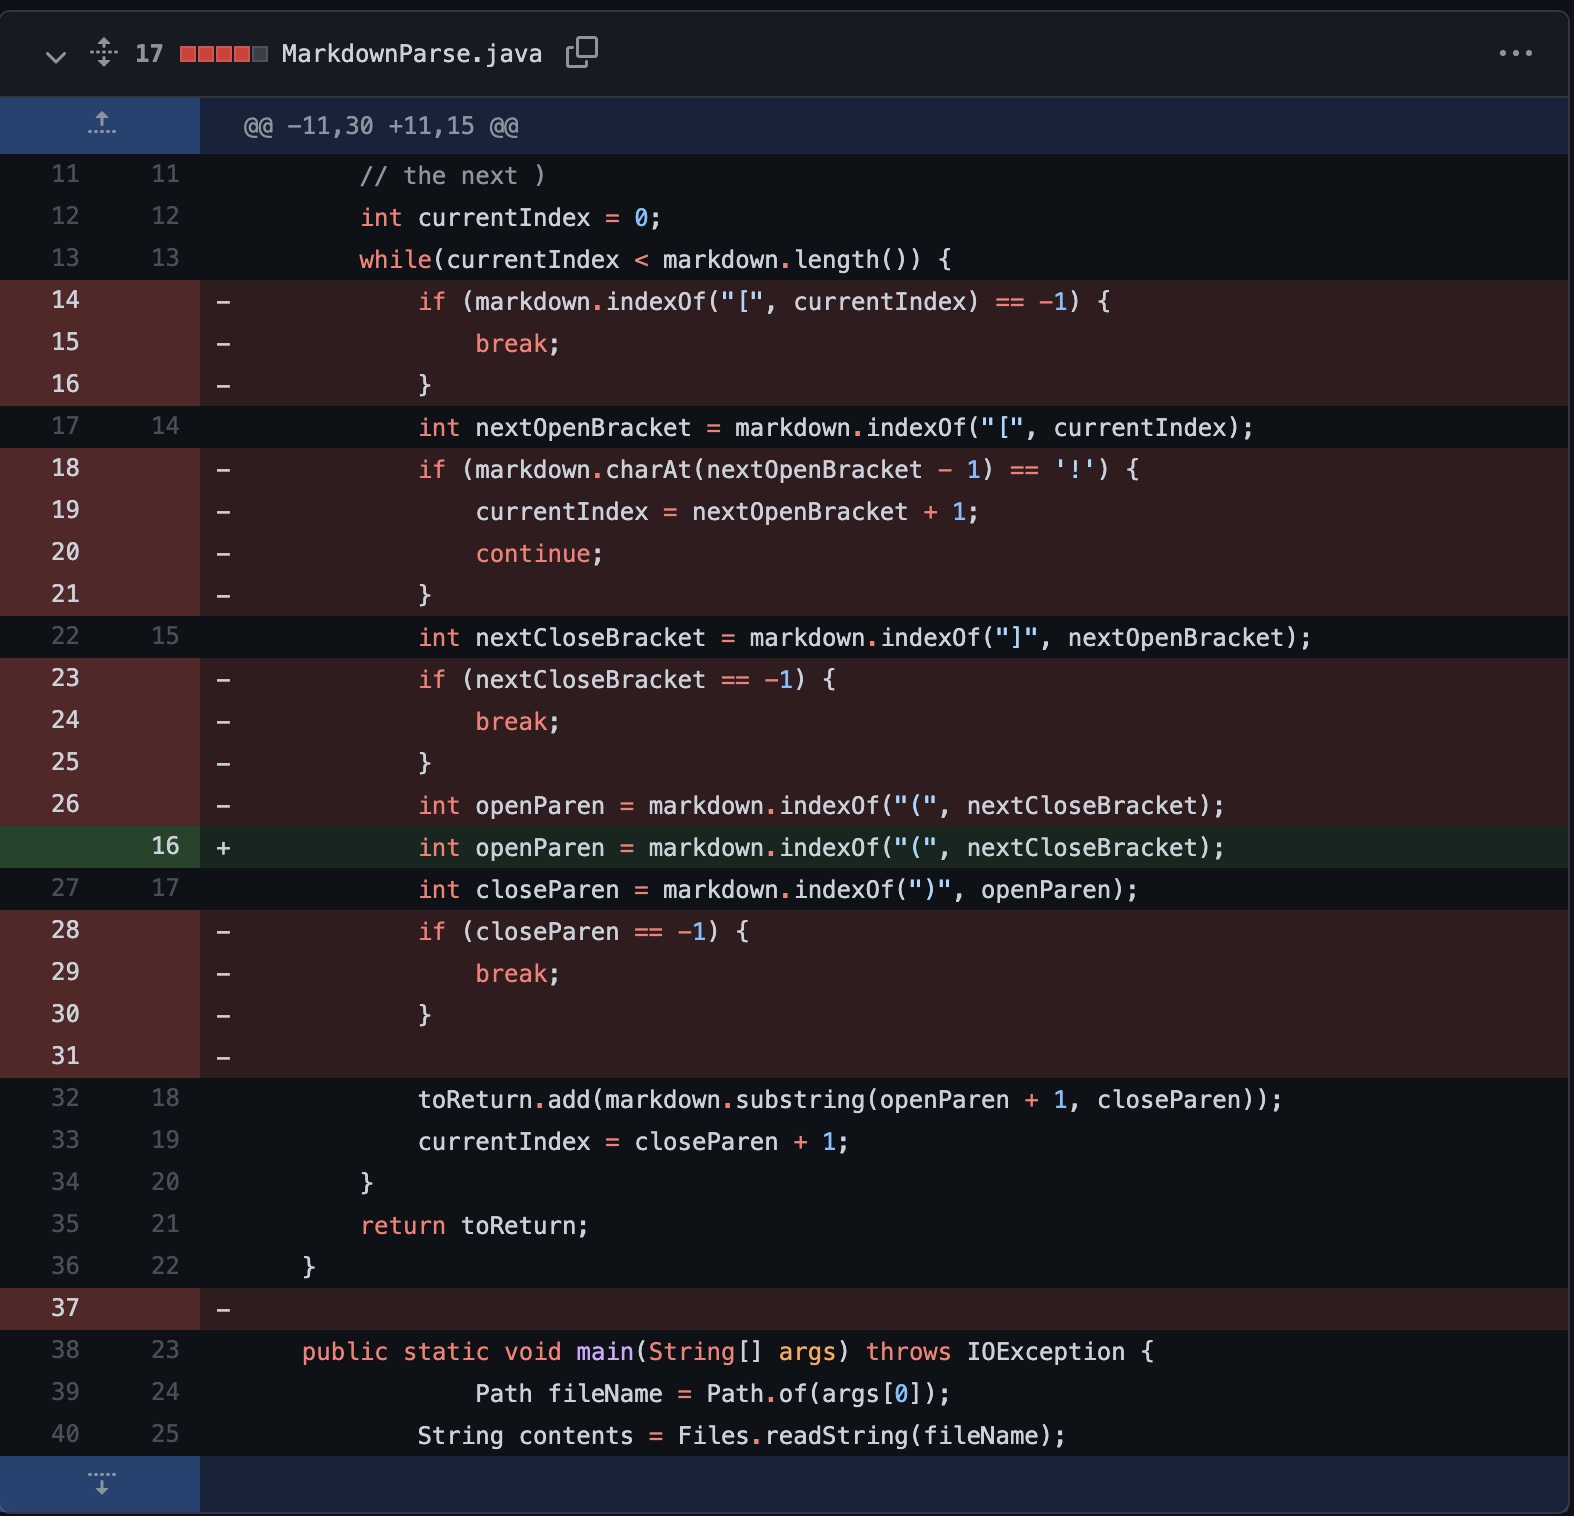 17 MarkdownParse.java
@@ -11,30 +11,15 @@
11 11 // the next )
12 12 int currentIndex = 0;
13 13 while(currentIndex < markdown.length()) {
14 - if (markdown.indexOf("[", currentIndex) == -1) {
15 - break;
16 - }
17 14 int nextOpenBracket = markdown.indexOf("[", currentIndex);
18 - if (markdown.charAt(nextOpenBracket - 1) == '!') {
19 - currentIndex = nextOpenBracket + 1;
20 - continue;
21 - }
22 15 int nextCloseBracket = markdown.indexOf("]", nextOpenBracket);
23 - if (nextCloseBracket == -1) {
24 - break;
25 - }
26 - int openParen = markdown.indexOf("(", nextCloseBracket);
16 + int openParen = markdown.indexOf("(", nextCloseBracket);
27 17 int closeParen = markdown.indexOf(")", openParen);
28 - if (closeParen == -1) {
29 - break;
30 - }
31 -
32 18 toReturn.add(markdown.substring(openParen + 1, closeParen));
33 19 currentIndex = closeParen + 1;
34 20 }
35 21 return toReturn;
36 22 }
37 -
38 23 public static void main(String[] args) throws IOException {
39 24 Path fileName = Path.of(args[0]);
40 25 String contents = Files.readString(fileName);